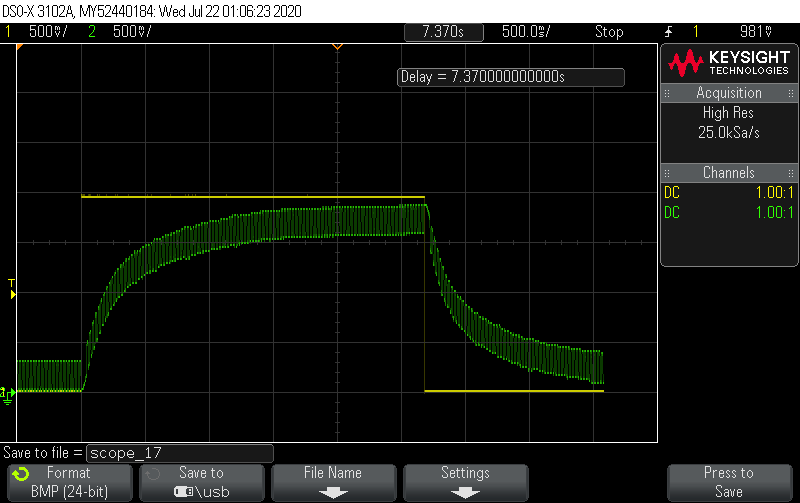 DSO-X 3102A, MY52440184: Wed Jul 22 01:06:23 2020
1 500mV/ 2 500mV/ 7.370s 500.0ms/ Stop 1 981mV
Delay = 7.370000000000s
KEYSIGHT
TECHNOLOGIES
Acquisition
High Res
25.0kSa/s
Channels
DC 1.00:1
DC 1.00:1
T
Save to file = scope_17
Format
BMP (24-bit)
Save to
\usb
File Name
Settings
Press to
Save